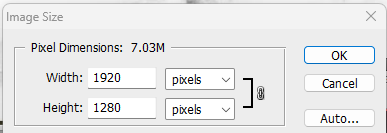 Image Size
Pixel Dimensions: 7.03M
OK
Width: 1920 pixels
Cancel
Height: 1280 pixels
Auto...